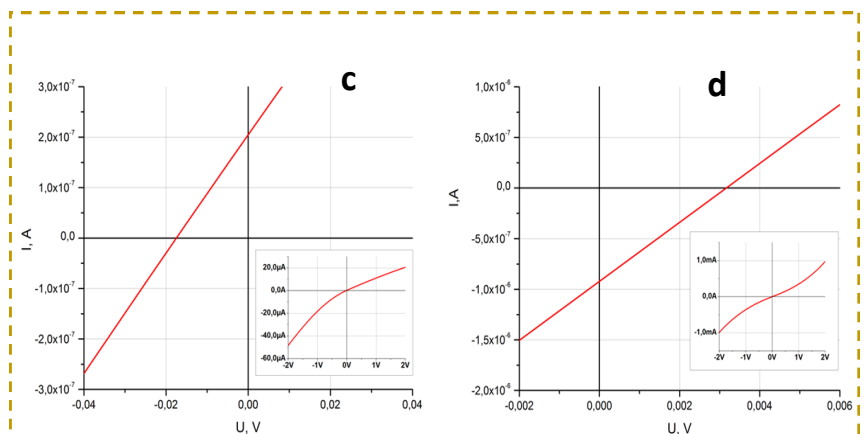 c
3,0x10⁻⁷
2,0x10⁻⁷
1,0x10⁻⁷
0,0
-1,0x10⁻⁷
-2,0x10⁻⁷
-3,0x10⁻⁷
I, A
-0,04
-0,02
0,00
0,02
0,04
U, V
20,0µA
0,0A
-20,0µA
-40,0µA
-60,0µA
-2V
-1V
0V
1V
2V
d
1,0x10⁻⁶
5,0x10⁻⁷
0,0
-5,0x10⁻⁷
-1,0x10⁻⁶
-1,5x10⁻⁶
-2,0x10⁻⁶
I,A
-0,002
0,000
0,002
0,004
0,006
U, V
1,0mA
0,0A
-1,0mA
-2V
-1V
0V
1V
2V